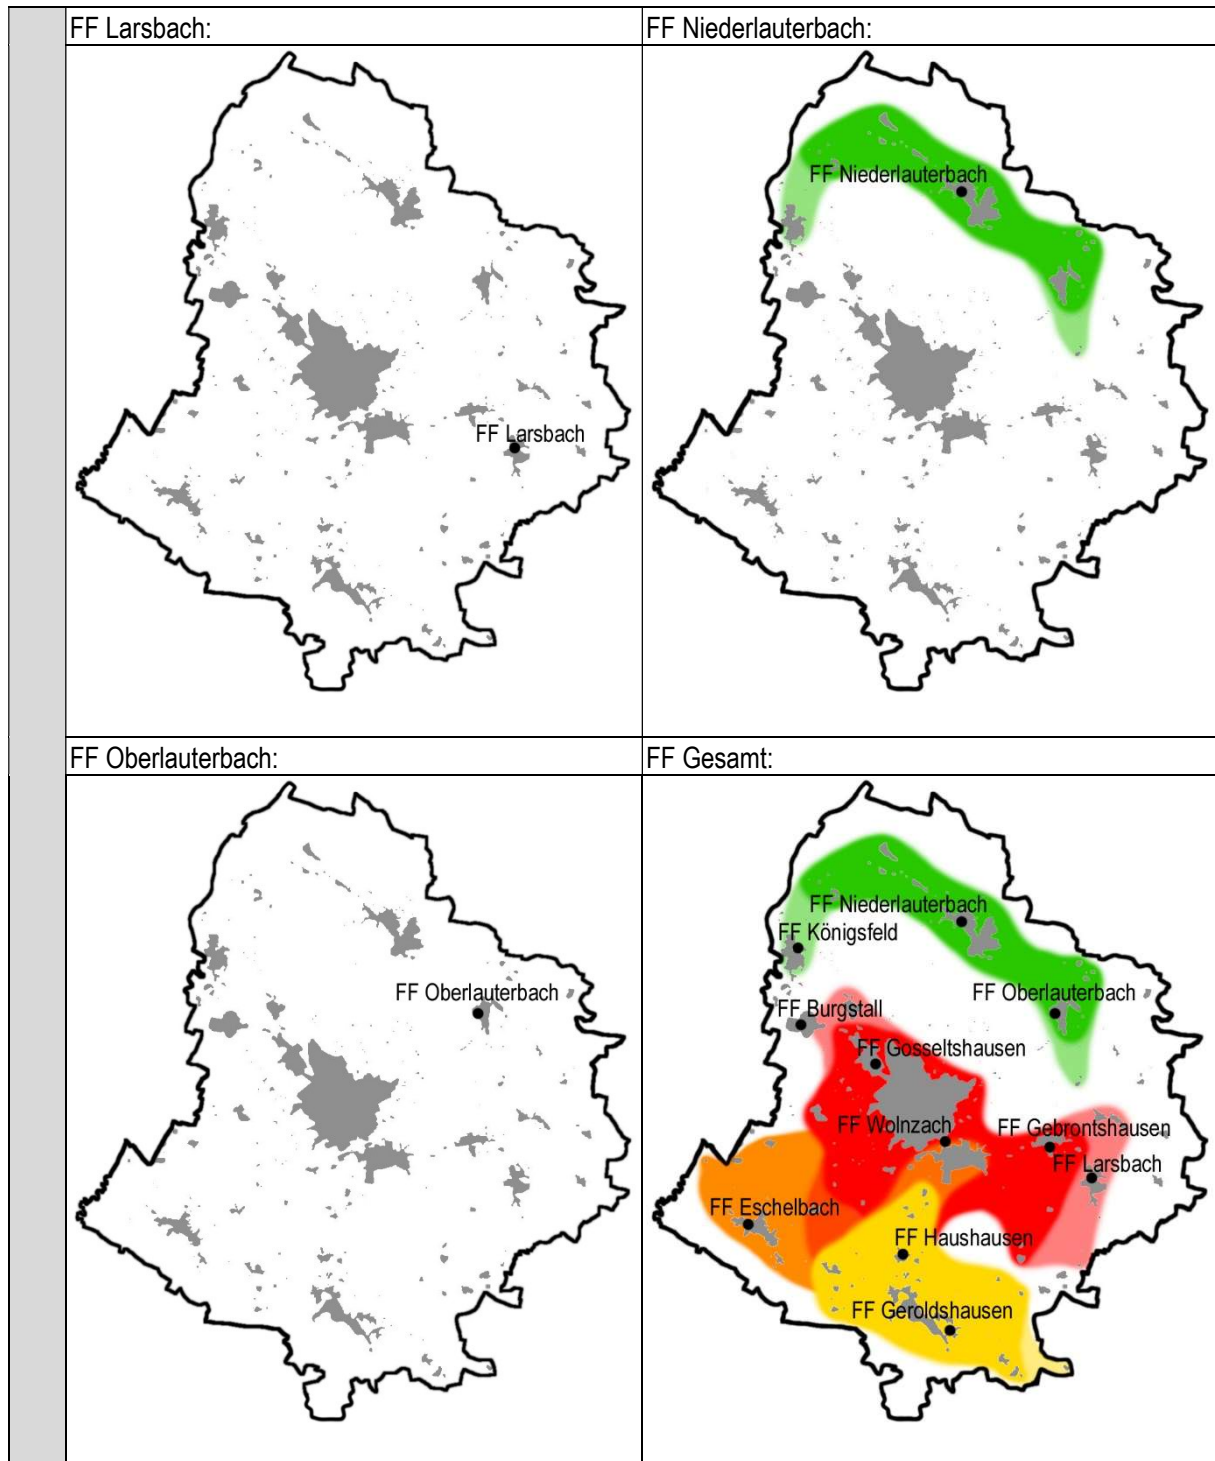 FF Larsbach:
FF Niederlauterbach:
FF Larsbach
FF Niederlauterbach
FF Oberlauterbach:
FF Gesamt:
FF Oberlauterbach
FF Niederlauterbach
FF Königsfeld
FF Oberlauterbach
FF Burgstall
FF Gosseltshausen
FF Wolnzach
FF Gebrontshausen
FF Larsbach
FF Eschelbach
FF Haushausen
FF Geroldshausen